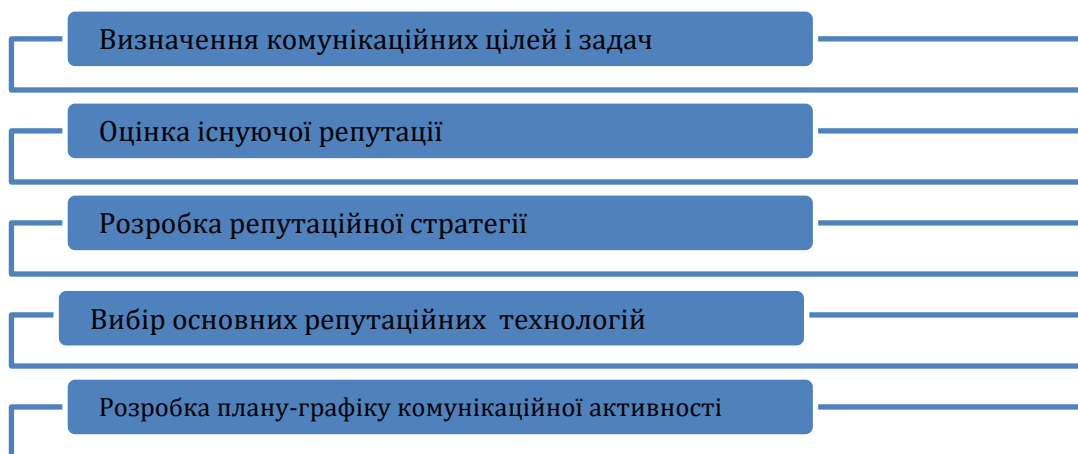 Визначення комунікаційних цілей і задач
Оцінка існуючої репутації
Розробка репутаційної стратегії
Вибір основних репутаційних технологій
Розробка плану-графіку комунікаційної активності